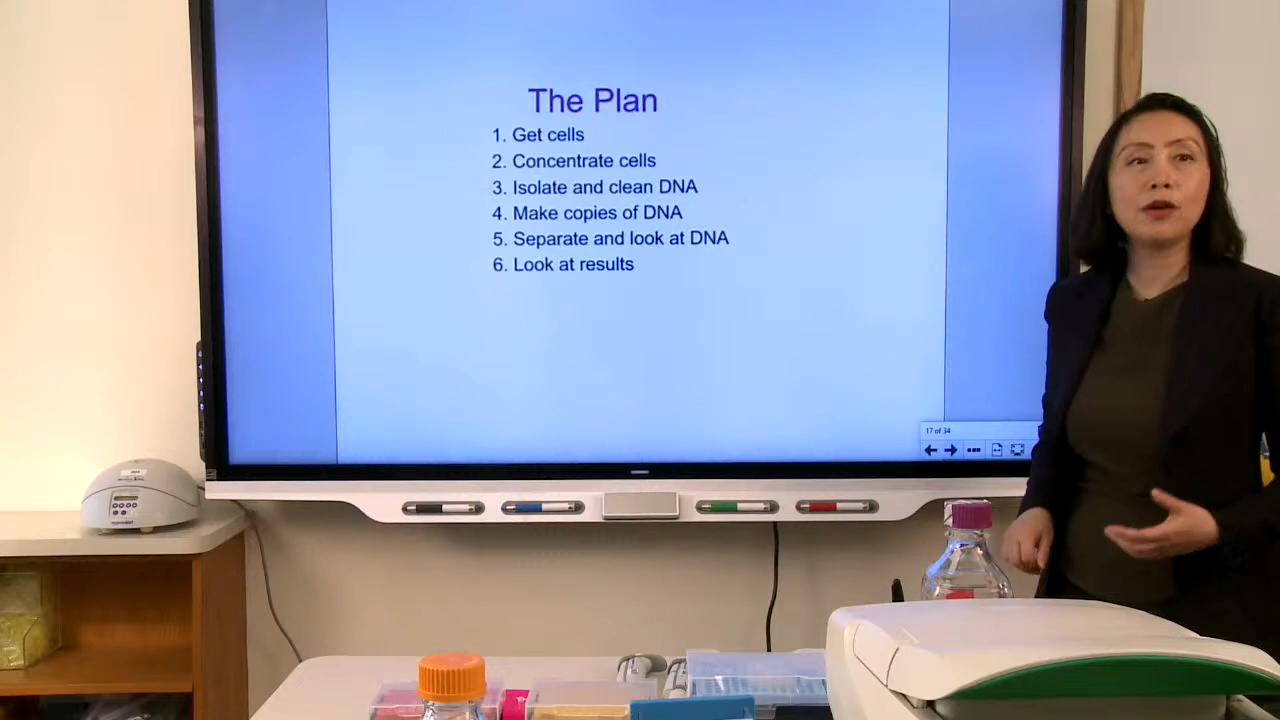 The Plan
1. Get cells
2. Concentrate cells
3. Isolate and clean DNA
4. Make copies of DNA
5. Separate and look at DNA
6. Look at results
17 of 34
eppendorf